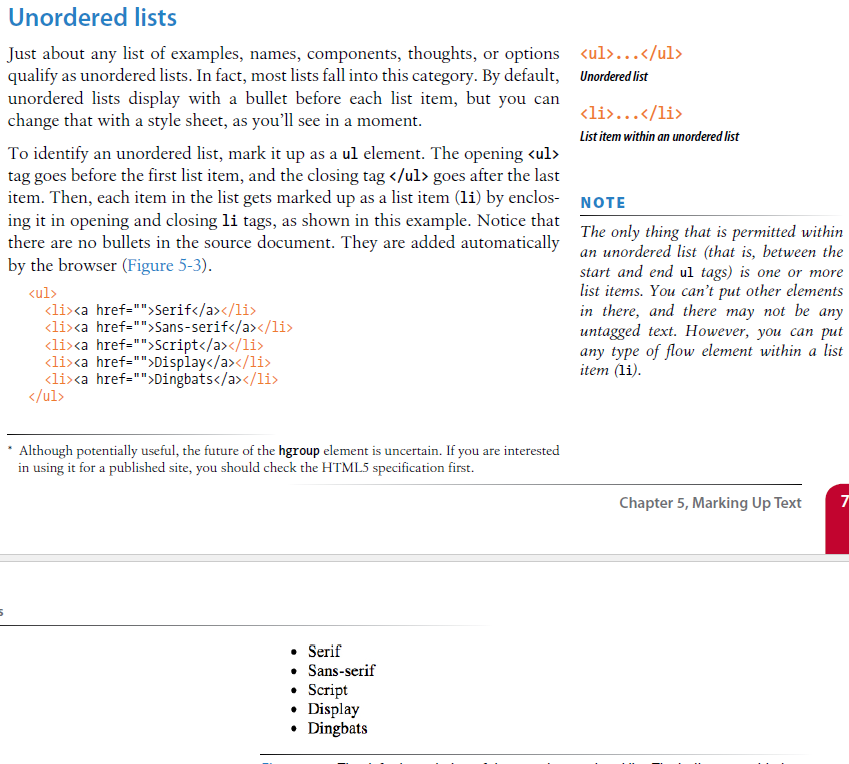 Unordered lists
Just about any list of examples, names, components, thoughts, or options
qualify as unordered lists. In fact, most lists fall into this category. By default,
unordered lists display with a bullet before each list item, but you can
change that with a style sheet, as you’ll see in a moment.
To identify an unordered list, mark it up as a ul element. The opening <ul>
tag goes before the first list item, and the closing tag </ul> goes after the last
item. Then, each item in the list gets marked up as a list item (li) by enclos-
ing it in opening and closing li tags, as shown in this example. Notice that
there are no bullets in the source document. They are added automatically
by the browser (Figure 5-3).
<ul>
<li><a href="">Serif</a></li>
<li><a href="">Sans-serif</a></li>
<li><a href="">Script</a></li>
<li><a href="">Display</a></li>
<li><a href="">Dingbats</a></li>
</ul>
<ul>...</ul>
Unordered list
<li>...</li>
List item within an unordered list
NOTE
The only thing that is permitted within
an unordered list (that is, between the
start and end ul tags) is one or more
list items. You can’t put other elements
in there, and there may not be any
untagged text. However, you can put
any type of flow element within a list
item (li).
* Although potentially useful, the future of the hgroup element is uncertain. If you are interested
in using it for a published site, you should check the HTML5 specification first.
Chapter 5, Marking Up Text
7
s
• Serif
• Sans-serif
• Script
• Display
• Dingbats